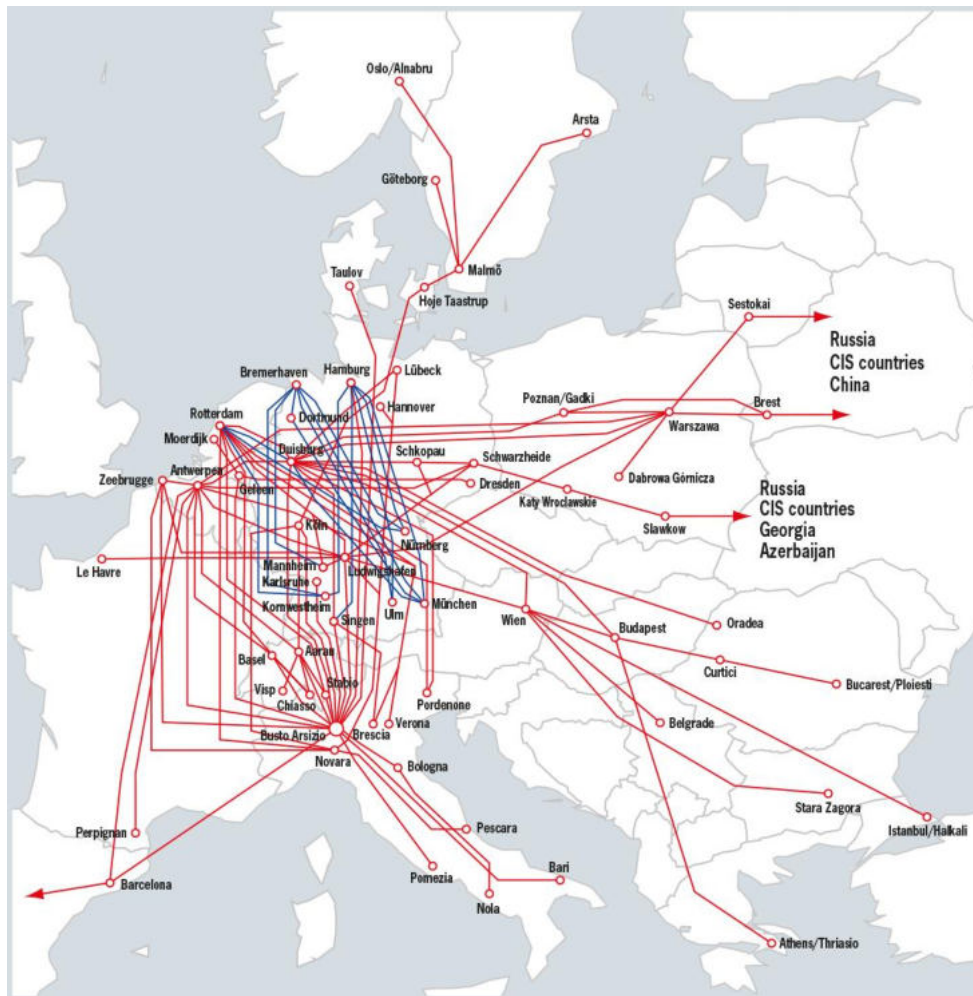 Oslo/Alnabru
Arsta
Göteborg
Malmö
Taulov
Hoje Taastrup
Sestokai
Russia
CIS countries
China
Bremerhaven
Hamburg
Lübeck
Rotterdam
Dortmund
Hannover
Poznan/Gadki
Brest
Warszawa
Moerdijk
Duisburg
Schkopau
Schwarzheide
Zeebrugge
Antwerpen
Geleen
Dresden
Dabrowa Górnicza
Katy Wroclawskie
Slawkow
Russia
CIS countries
Georgia
Azerbaijan
Köln
Nürnberg
Le Havre
Mannheim
Ludwigshafen
Karlsruhe
Kornwestheim
Ulm
München
Singen
Wien
Budapest
Oradea
Basel
Aarau
Curtici
Visp
Stabio
Chiasso
Pordenone
Bucarest/Ploiesti
Busto Arsizio
Brescia
Verona
Belgrade
Novara
Bologna
Stara Zagora
Perpignan
Pescara
Istanbul/Halkali
Barcelona
Pomezia
Bari
Nola
Athens/Thriasio